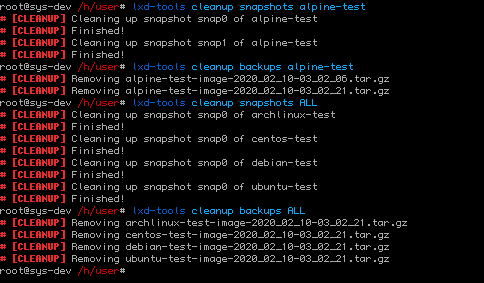 root@sys-dev /h/user# lxd-tools cleanup snapshots alpine-test
# [CLEANUP] Cleaning up snapshot snap0 of alpine-test
# [CLEANUP] Finished!
# [CLEANUP] Cleaning up snapshot snap1 of alpine-test
# [CLEANUP] Finished!
root@sys-dev /h/user# lxd-tools cleanup backups alpine-test
# [CLEANUP] Removing alpine-test-image-2020_02_10-03_02_06.tar.gz
# [CLEANUP] Removing alpine-test-image-2020_02_10-03_02_21.tar.gz
root@sys-dev /h/user# lxd-tools cleanup snapshots ALL
# [CLEANUP] Cleaning up snapshot snap0 of archlinux-test
# [CLEANUP] Finished!
# [CLEANUP] Cleaning up snapshot snap0 of centos-test
# [CLEANUP] Finished!
# [CLEANUP] Cleaning up snapshot snap0 of debian-test
# [CLEANUP] Finished!
# [CLEANUP] Cleaning up snapshot snap0 of ubuntu-test
# [CLEANUP] Finished!
root@sys-dev /h/user# lxd-tools cleanup backups ALL
# [CLEANUP] Removing archlinux-test-image-2020_02_10-03_02_21.tar.gz
# [CLEANUP] Removing centos-test-image-2020_02_10-03_02_21.tar.gz
# [CLEANUP] Removing debian-test-image-2020_02_10-03_02_21.tar.gz
# [CLEANUP] Removing ubuntu-test-image-2020_02_10-03_02_21.tar.gz
root@sys-dev /h/user#